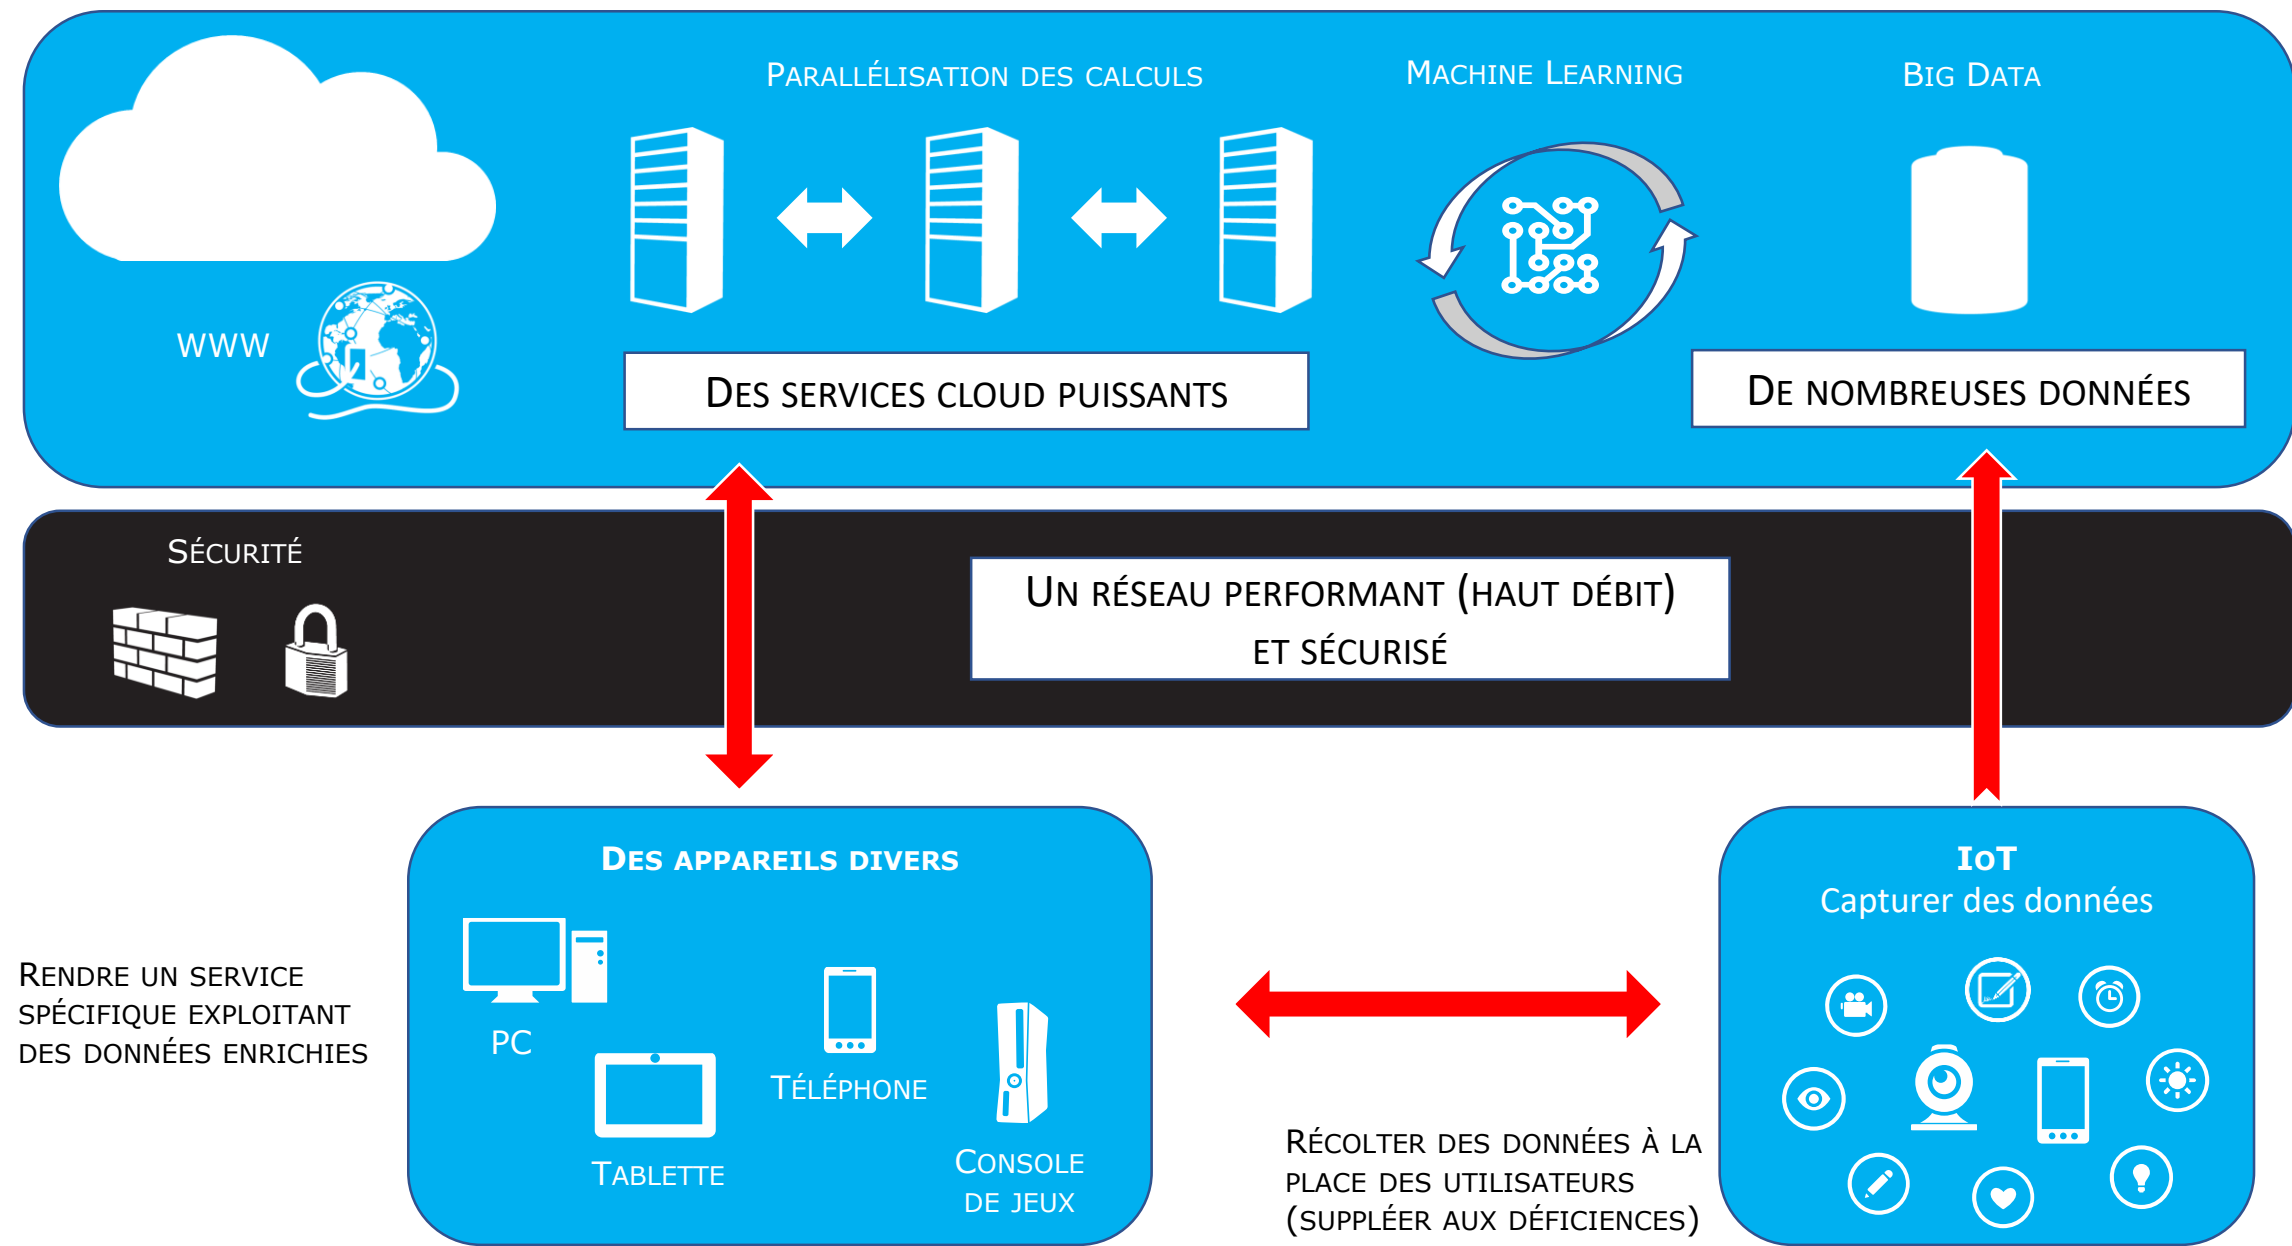 Parallélisation des calculs
Machine Learning
Big Data
www
Des services cloud puissants
De nombreuses données
Sécurité
Un réseau performant (haut débit)
et sécurisé
Des appareils divers
PC
Tablette
Téléphone
Console
de jeux
IoT
Capturer des données
Rendre un service
spécifique exploitant
des données enrichies
Récolter des données à la
place des utilisateurs
(suppléer aux déficiences)